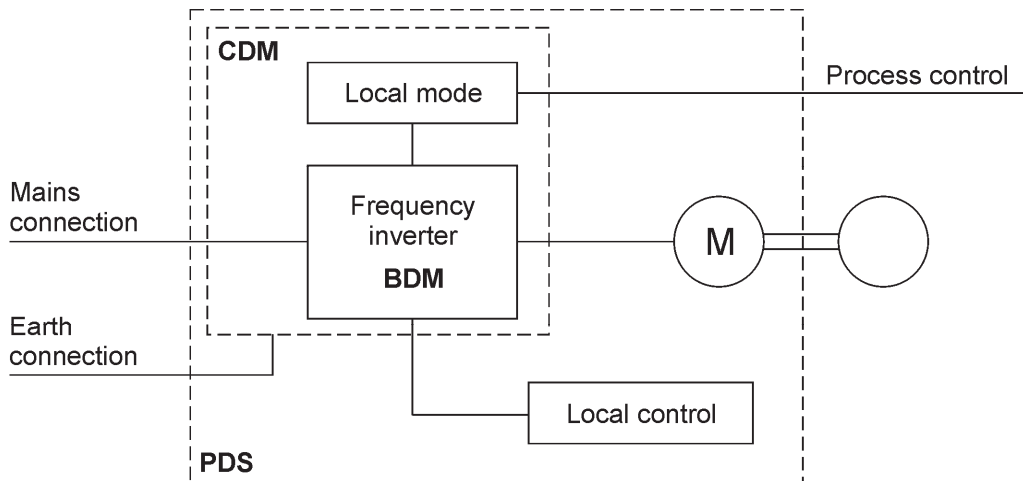 CDM
Local mode
Process control
Mains
connection
Frequency
inverter
BDM
M
Earth
connection
Local control
PDS